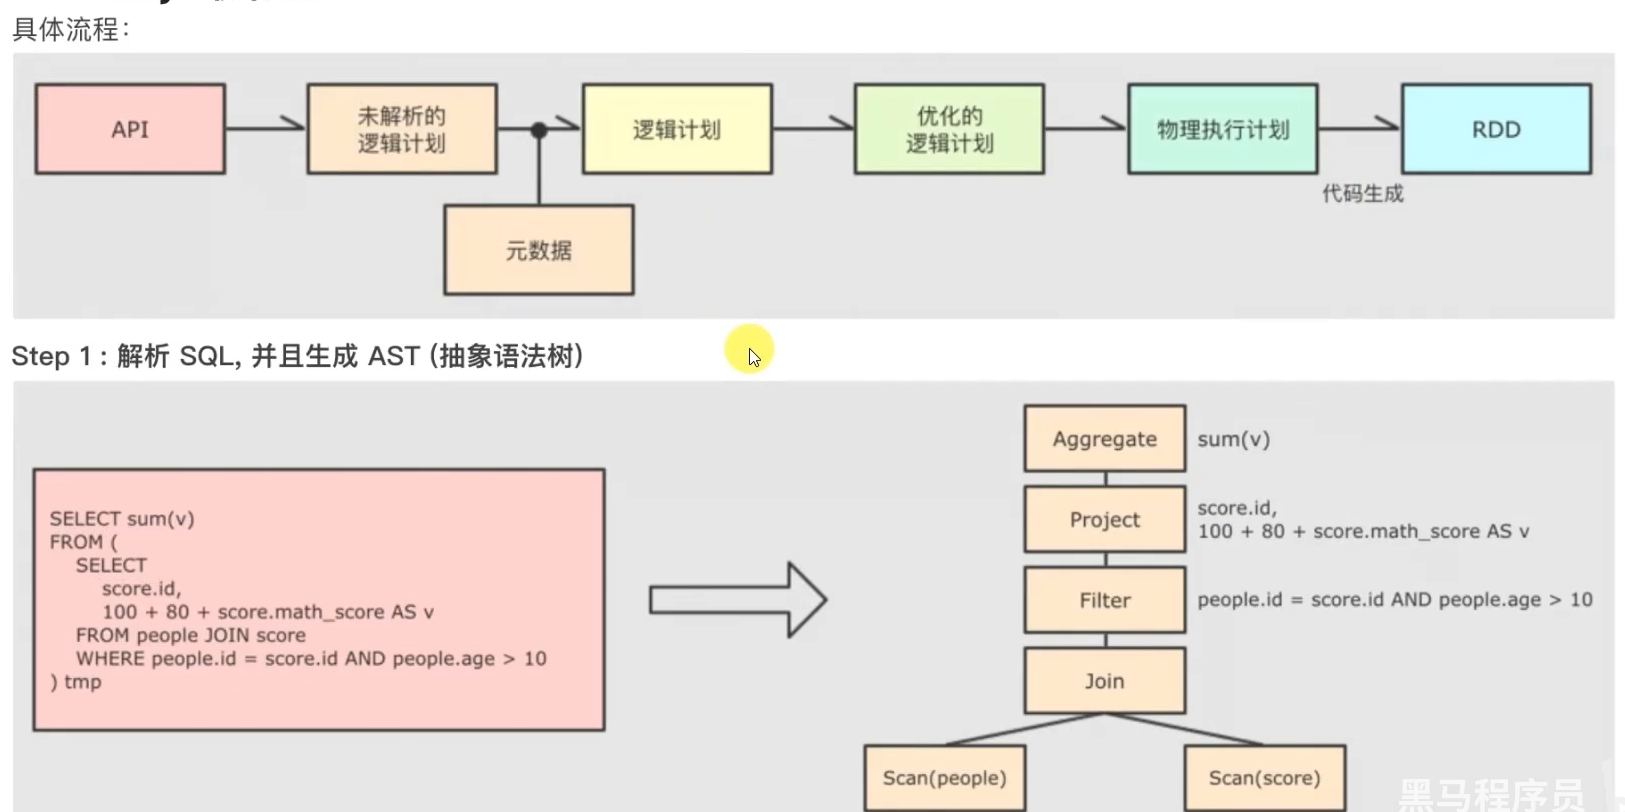 具体流程：
API
未解析的
逻辑计划
逻辑计划
优化的
逻辑计划
物理执行计划
RDD
代码生成
元数据
Step 1 : 解析 SQL, 并且生成 AST (抽象语法树)
SELECT sum(v)
FROM (
SELECT
score.id,
100 + 80 + score.math_score AS v
FROM people JOIN score
WHERE people.id = score.id AND people.age > 10
) tmp
Aggregate
sum(v)
Project
score.id,
100 + 80 + score.math_score AS v
Filter
people.id = score.id AND people.age > 10
Join
Scan(people)
Scan(score)
黑马程序员